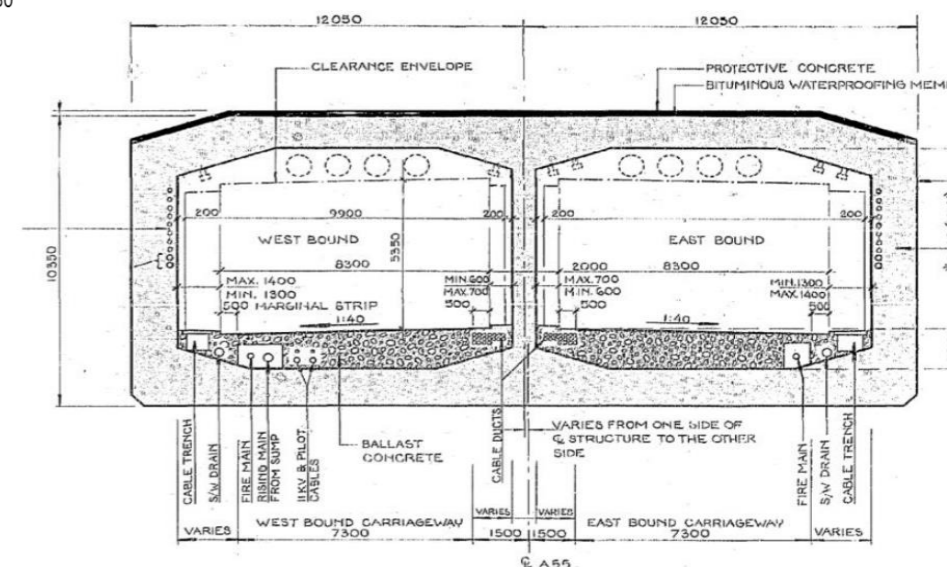 50
12050
12050
CLEARANCE ENVELOPE
PROTECTIVE CONCRETE
BITUMINOUS WATERPROOFING MEM
10350
200
9900
200
200
200
WEST BOUND
5350
EAST BOUND
8300
2000
8300
MAX. 1400
MIN. 1300
500 MARGINAL STRIP
MIN.600
MAX.700
500
MAX.700
MIN.600
500
MIN.1300
MAX.1400
500
1:40
1:40
CABLE TRENCH
S/W DRAIN
FIRE MAIN
RISING MAIN
FROM SUMP
11KV & PILOT
CABLES
BALLAST
CONCRETE
CABLE DUCTS
VARIES FROM ONE SIDE OF
℄ STRUCTURE TO THE OTHER
SIDE
FIRE MAIN
S/W DRAIN
CABLE TRENCH
VARIES
WEST BOUND CARRIAGEWAY
7300
VARIES
1500
VARIES
1500
EAST BOUND CARRIAGEWAY
7300
VARIES
℄ A55